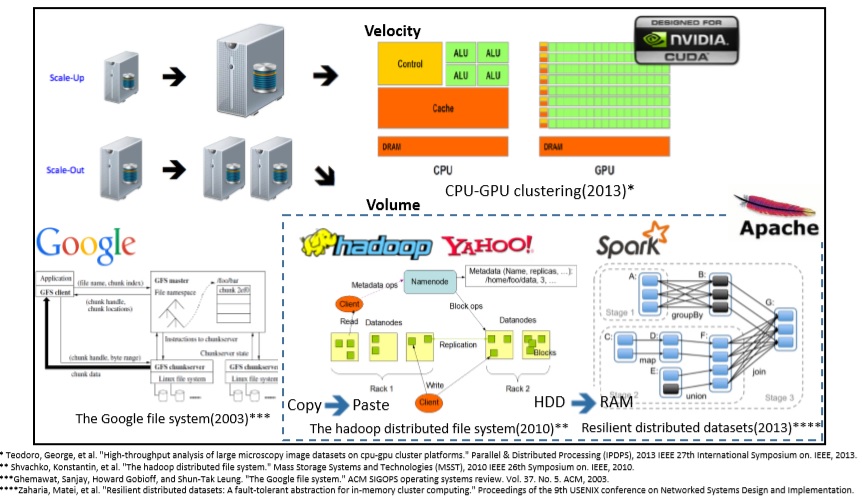 Velocity
DESIGNED FOR
NVIDIA.
CUDA
Scale-Up
Control
ALU
ALU
ALU
ALU
Cache
DRAM
DRAM
CPU
GPU
Scale-Out
CPU-GPU clustering(2013)*
Volume
Apache
Google
hadoop
YAHOO!
Spark
Application
GFS client
(file name, chunk index)
(chunk handle,
chunk locations)
GFS master
File namespace
/foo/bar
chunk 2ef0
Instructions to chunkserver
Chunkserver state
(chunk handle, byte range)
chunk data
GFS chunkserver
Linux file system
GFS chunkserver
Linux file system
The Google file system(2003)***
Metadata ops
Namenode
Metadata (Name, replicas, ...):
/home/foo/data, 3, ...
Client
Block ops
Read
Datanodes
Datanodes
Replication
Blocks
Rack 1
Write
Rack 2
Client
Copy
Paste
HDD
RAM
The hadoop distributed file system(2010)**
A:
B:
G:
Stage 1
groupBy
C:
D:
F:
map
E:
join
Stage 2
union
Stage 3
Resilient distributed datasets(2013)****
* Teodoro, George, et al. "High-throughput analysis of large microscopy image datasets on cpu-gpu cluster platforms." Parallel & Distributed Processing (IPDPS), 2013 IEEE 27th International Symposium on. IEEE, 2013.
** Shvachko, Konstantin, et al. "The hadoop distributed file system." Mass Storage Systems and Technologies (MSST), 2010 IEEE 26th Symposium on. IEEE, 2010.
***Ghemawat, Sanjay, Howard Gobioff, and Shun-Tak Leung. "The Google file system." ACM SIGOPS operating systems review. Vol. 37. No. 5. ACM, 2003.
****Zaharia, Matei, et al. "Resilient distributed datasets: A fault-tolerant abstraction for in-memory cluster computing." Proceedings of the 9th USENIX conference on Networked Systems Design and Implementation.